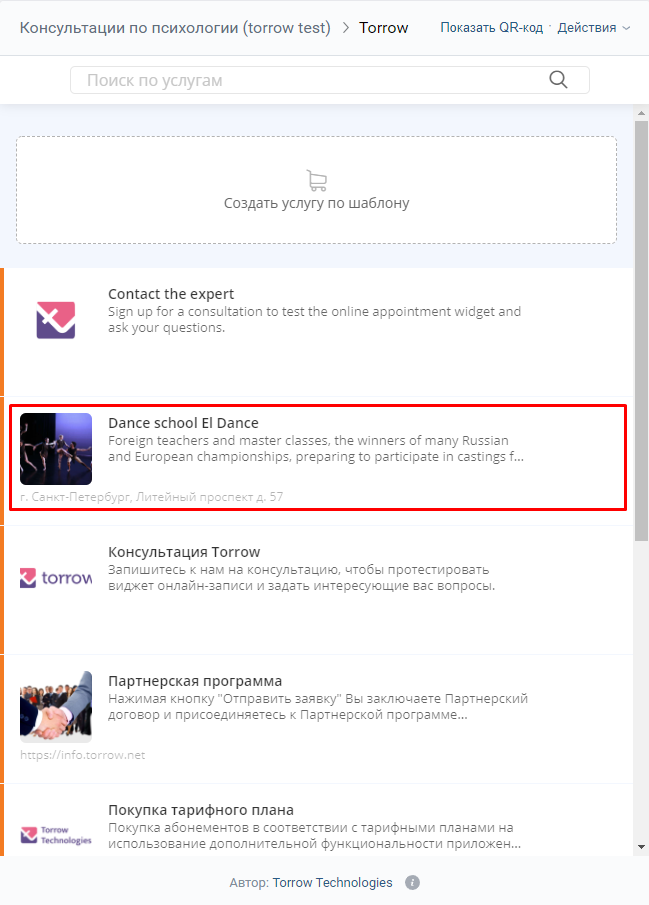 Консультации по психологии (torrow test) > Torrow Показать QR-код · Действия
Поиск по услугам
Создать услугу по шаблону
Contact the expert
Sign up for a consultation to test the online appointment widget and
ask your questions.
Dance school El Dance
Foreign teachers and master classes, the winners of many Russian
and European championships, preparing to participate in castings f...
г. Санкт-Петербург, Литейный проспект д. 57
Консультация Torrow
torrow
Запишитесь к нам на консультацию, чтобы протестировать
виджет онлайн-записи и задать интересующие вас вопросы.
Партнерская программа
Нажимая кнопку "Отправить заявку" Вы заключаете Партнерский
договор и присоединяетесь к Партнерской программе...
https://info.torrow.net
Покупка тарифного плана
Torrow
Technologies
Покупка абонементов в соответствии с тарифными планами на
использование дополнительной функциональности приложен...
Автор: Torrow Technologies i